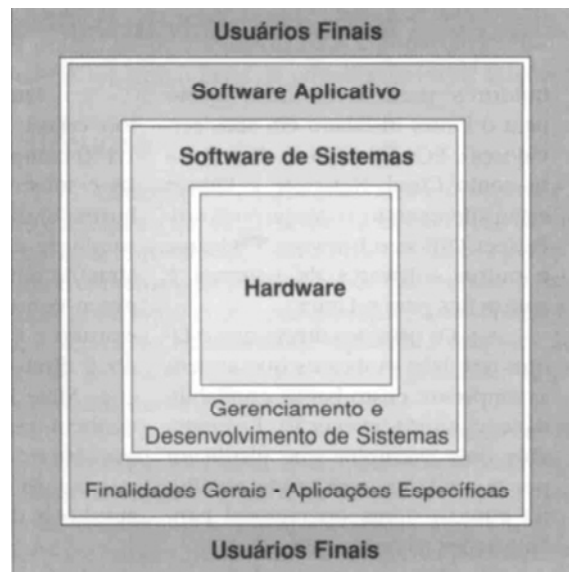 Usuários Finais
Software Aplicativo
Software de Sistemas
Hardware
Gerenciamento e
Desenvolvimento de Sistemas
Finalidades Gerais - Aplicações Específicas
Usuários Finais